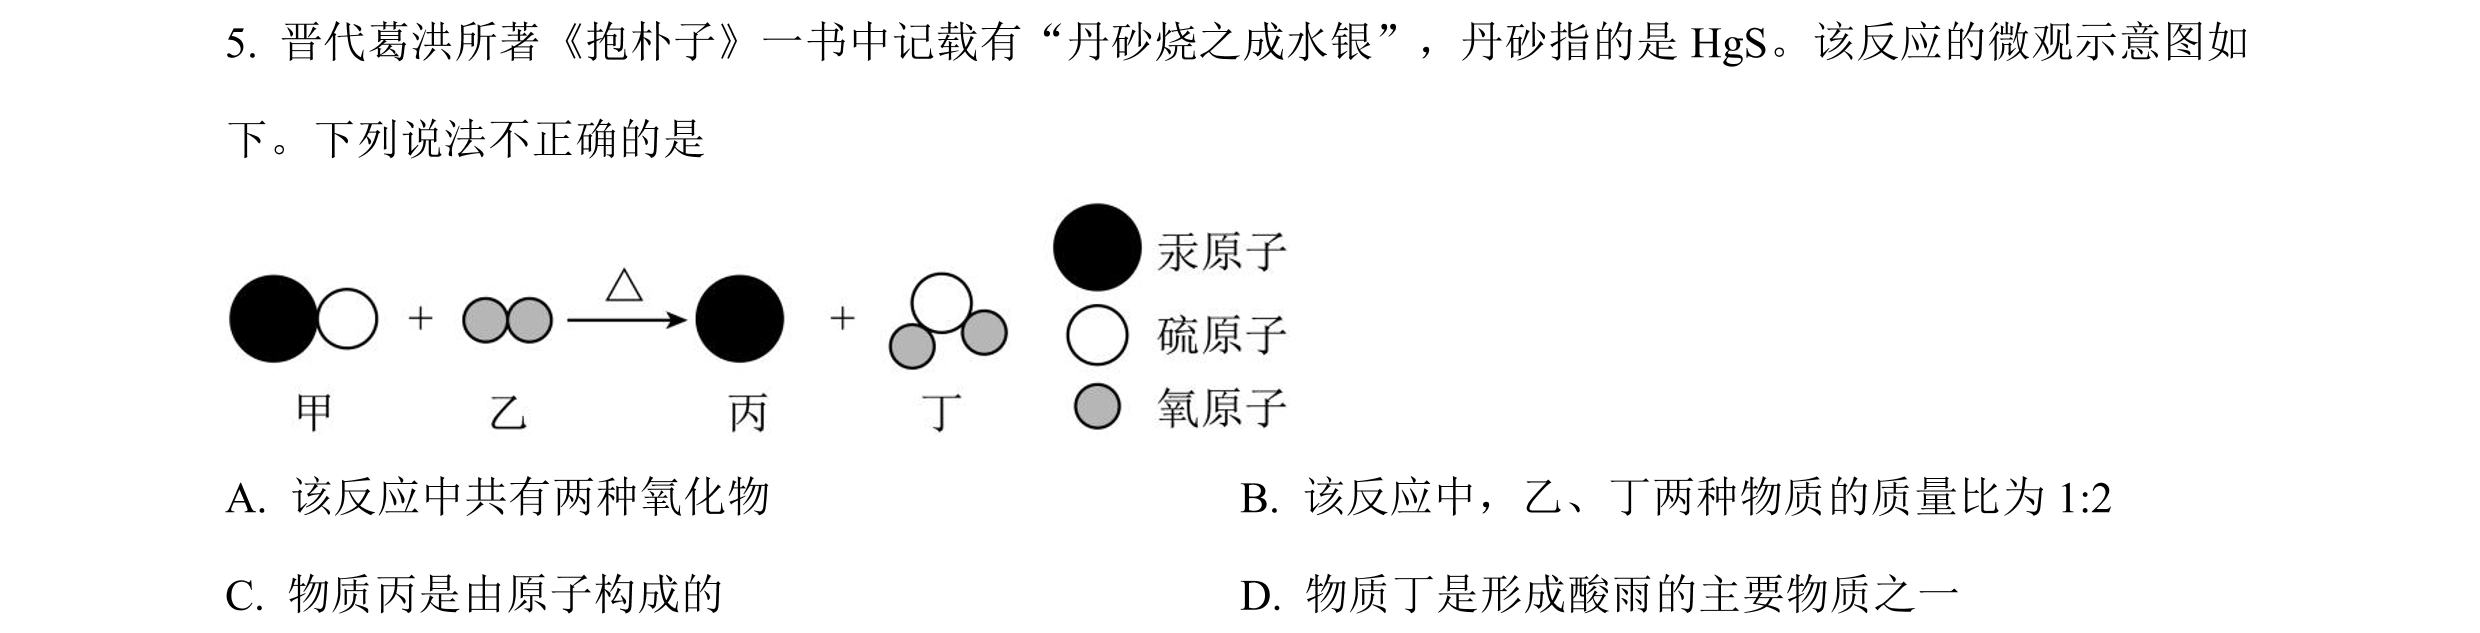 5. 晋代葛洪所著《抱朴子》一书中记载有“丹砂烧之成水银”，丹砂指的是 HgS。该反应的微观示意图如
下。下列说法不正确的是
汞原子
+ △ + 硫原子
甲 乙 丙 丁 氧原子
A. 该反应中共有两种氧化物 B. 该反应中，乙、丁两种物质的质量比为 1:2
C. 物质丙是由原子构成的 D. 物质丁是形成酸雨的主要物质之一